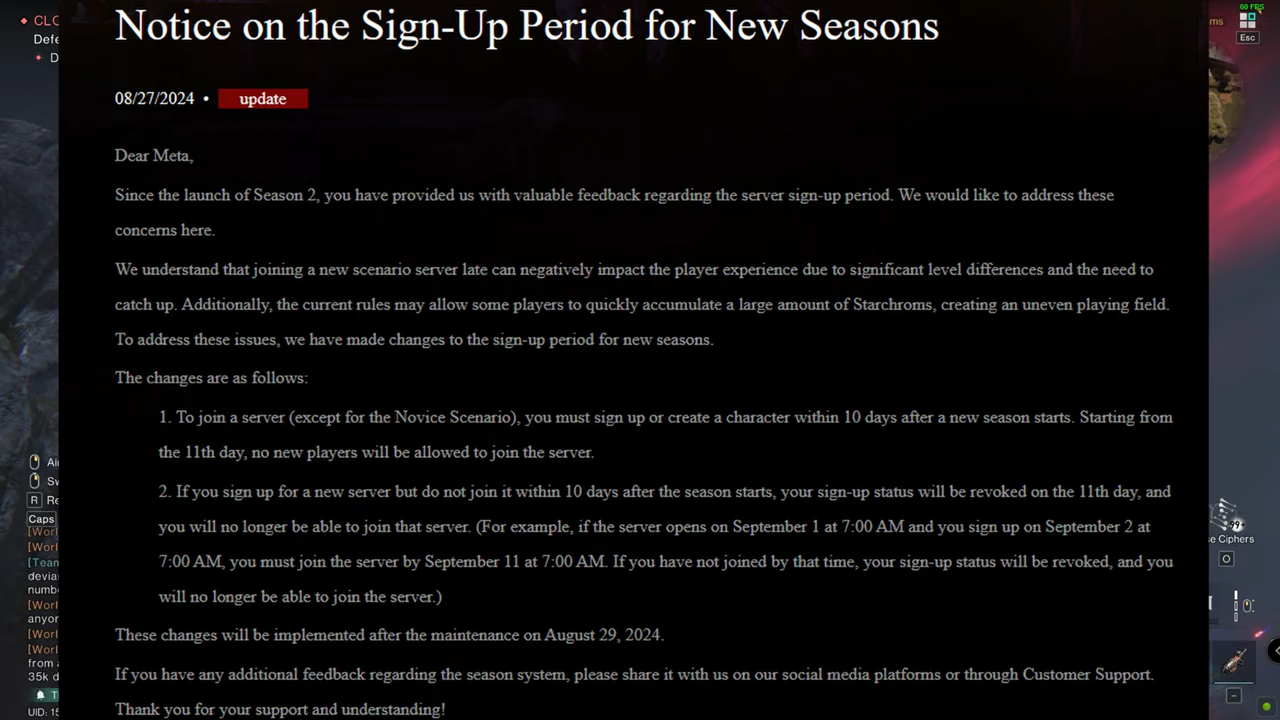 Notice on the Sign-Up Period for New Seasons
08/27/2024 • update
Dear Meta,
Since the launch of Season 2, you have provided us with valuable feedback regarding the server sign-up period. We would like to address these
concerns here.
We understand that joining a new scenario server late can negatively impact the player experience due to significant level differences and the need to
catch up. Additionally, the current rules may allow some players to quickly accumulate a large amount of Starchroms, creating an uneven playing field.
To address these issues, we have made changes to the sign-up period for new seasons.
The changes are as follows:
1. To join a server (except for the Novice Scenario), you must sign up or create a character within 10 days after a new season starts. Starting from
the 11th day, no new players will be allowed to join the server.
2. If you sign up for a new server but do not join it within 10 days after the season starts, your sign-up status will be revoked on the 11th day, and
you will no longer be able to join that server. (For example, if the server opens on September 1 at 7:00 AM and you sign up on September 2 at
7:00 AM, you must join the server by September 11 at 7:00 AM. If you have not joined by that time, your sign-up status will be revoked, and you
will no longer be able to join the server.)
These changes will be implemented after the maintenance on August 29, 2024.
If you have any additional feedback regarding the season system, please share it with us on our social media platforms or through Customer Support.
Thank you for your support and understanding!
60 FPS
Esc
R
Caps
99+
O
from
35k
UID: